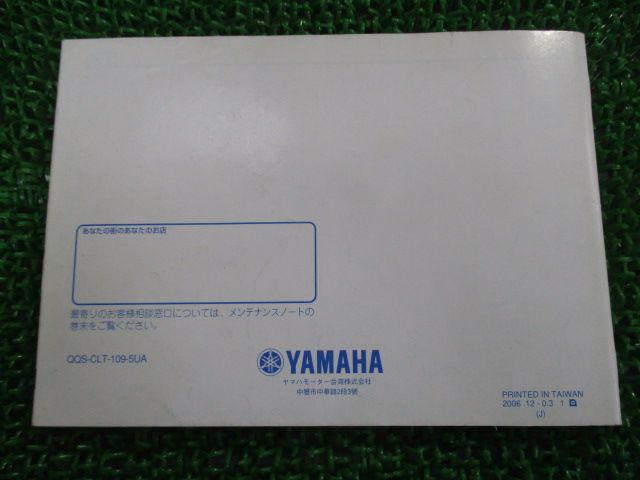 あなたの街のあなたのお店
最寄りのお客様相談窓口については、メンテナンスノートの
巻末をご覧ください。
QQS-CLT-109-5UA
YAMAHA
ヤマハモーター台湾株式会社
中壢市中華路2段3號
PRINTED IN TAIWAN
2006 .12 - 0.3 1
(J)